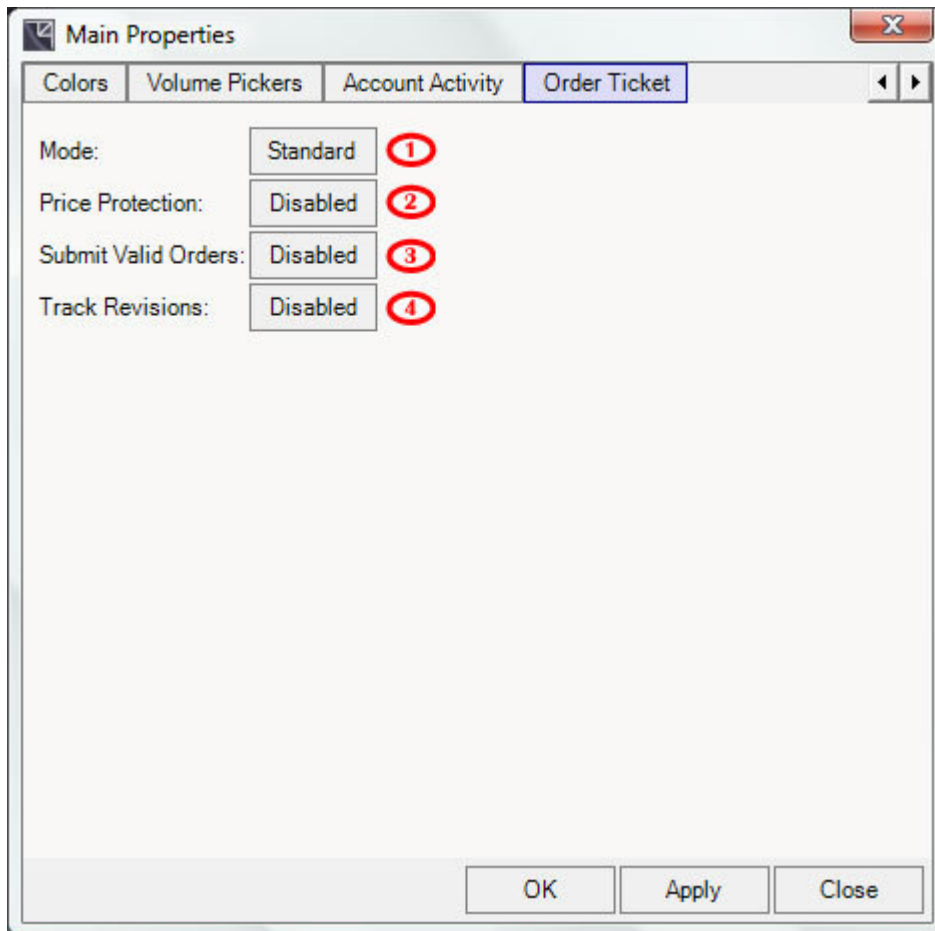 Main Properties
Colors Volume Pickers Account Activity Order Ticket
Mode: Standard 1
Price Protection: Disabled 2
Submit Valid Orders: Disabled 3
Track Revisions: Disabled 4
OK Apply Close